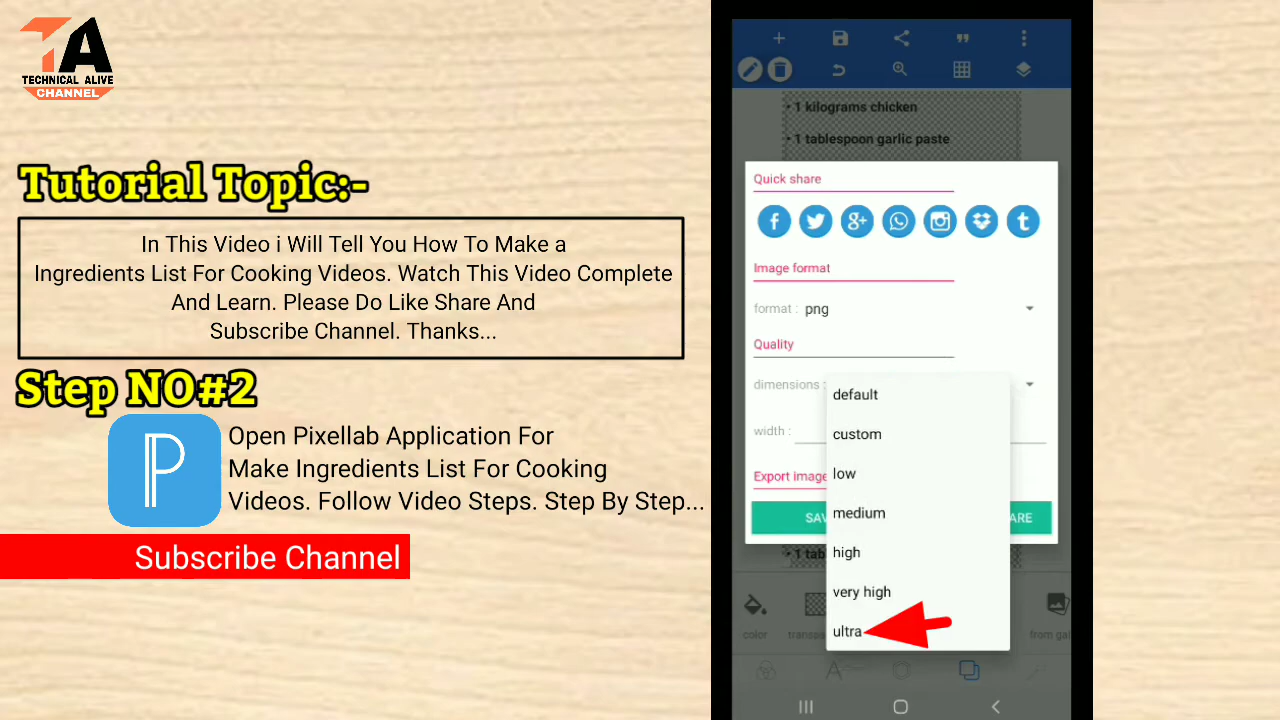 TA
TECHNICAL ALIVE
CHANNEL
Tutorial Topic:-
In This Video i Will Tell You How To Make a
Ingredients List For Cooking Videos. Watch This Video Complete
And Learn. Please Do Like Share And
Subscribe Channel. Thanks...
Step NO#2
P
Open Pixellab Application For
Make Ingredients List For Cooking
Videos. Follow Video Steps. Step By Step...
Subscribe Channel
• 1 kilograms chicken
• 1 tablespoon garlic paste
Quick share
Image format
format : png
Quality
dimensions :
default
custom
width :
low
Export image
medium
high
very high
ultra
• 1 tab
color